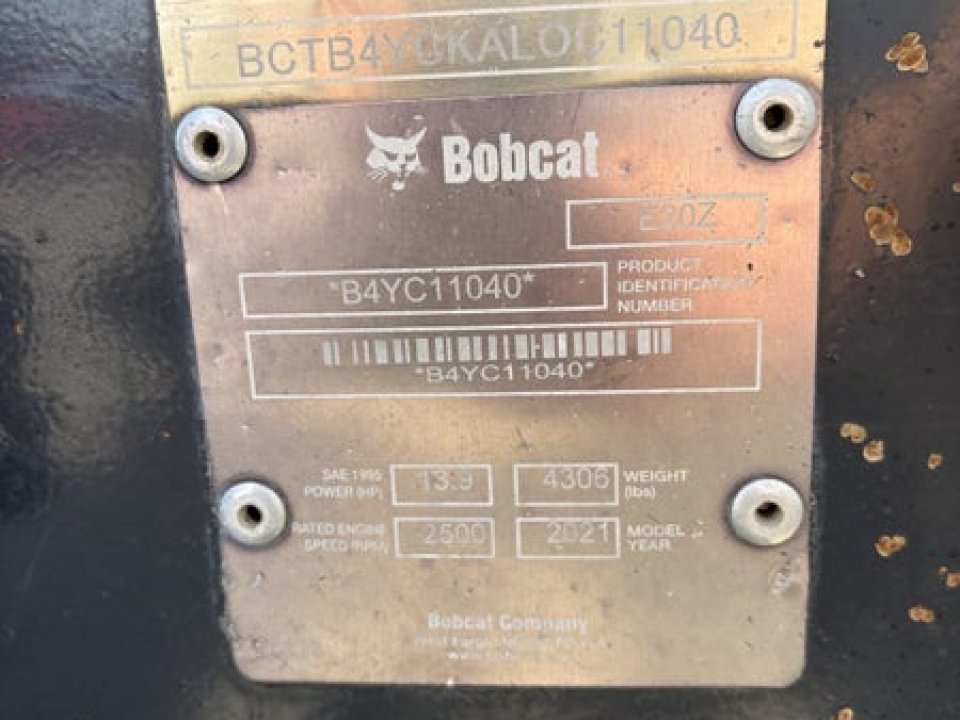 BCTB4YCKALOC11040
Bobcat
E20Z
*B4YC11040*
PRODUCT
IDENTIFICATION
NUMBER
*B4YC11040*
SAE 1995
POWER (HP)
13.9
4306
WEIGHT
(lbs)
RATED ENGINE
SPEED (RPM)
2500
2021
MODEL
YEAR
Bobcat Company